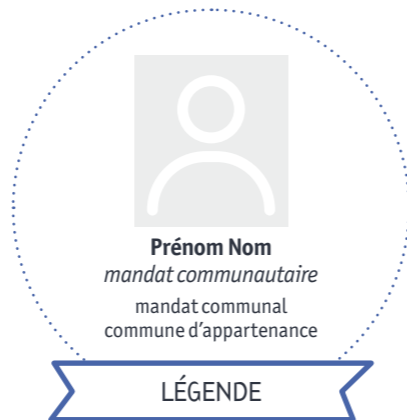 Prénom Nom
mandat communautaire
mandat communal
commune d’appartenance
LÉGENDE